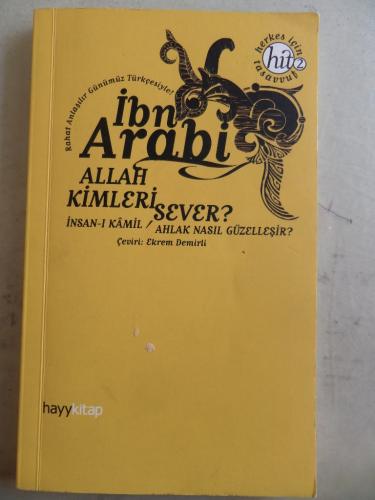 herkes için
hit 2
tasavvuf
Rahat Anlaşılır Günümüz Türkçesiyle!
İbn
Arabi
ALLAH
KİMLERİ SEVER?
İNSAN-I KÂMİL / AHLAK NASIL GÜZELLEŞİR?
Çeviri: Ekrem Demirli
hayykitap